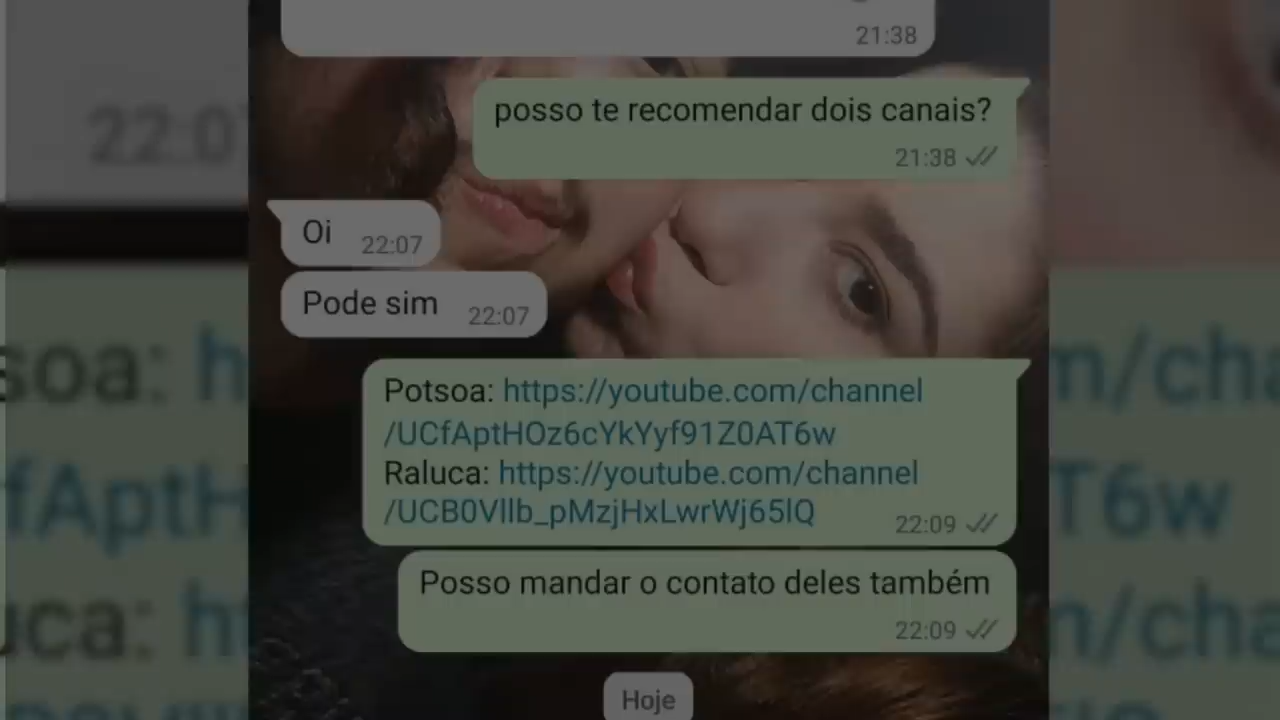 21:38
posso te recomendar dois canais?
21:38
Oi 22:07
Pode sim 22:07
Potsoa: https://youtube.com/channel
/UCfAptHOz6cYkYyf91Z0AT6w
Raluca: https://youtube.com/channel
/UCB0Vllb_pMzjHxLwrWj65lQ 22:09
Posso mandar o contato deles também
22:09
Hoje